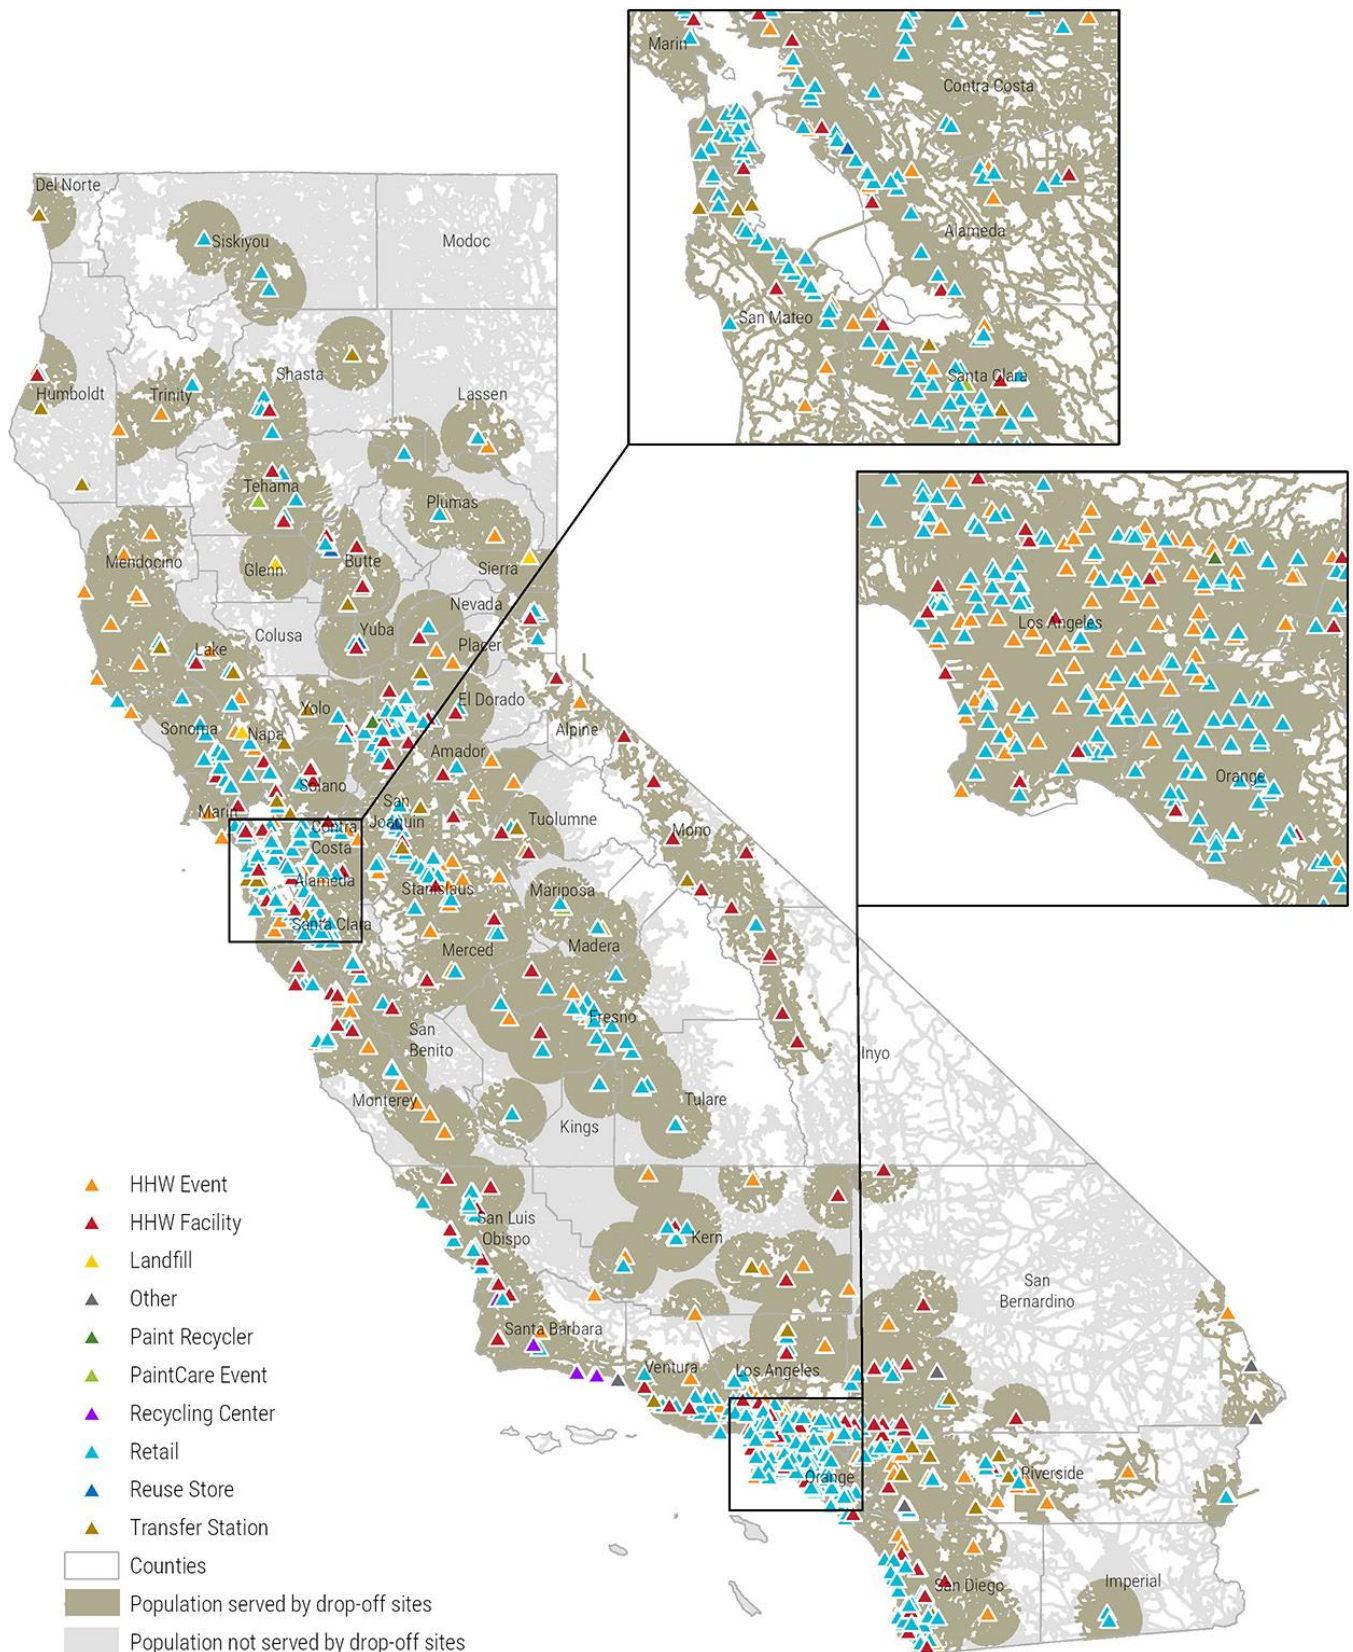 Marin
Contra Costa
Alameda
San Mateo
Santa Clara
Del Norte
Siskiyou
Modoc
Humboldt
Trinity
Shasta
Lassen
Tehama
Plumas
Mendocino
Glenn
Butte
Sierra
Colusa
Yuba
Nevada
Lake
Placer
Los Angeles
Orange
Sonoma
Napa
Yolo
El Dorado
Alpine
Amador
Solano
Marin
San
Joaquin
Contra
Costa
Tuolumne
Mono
Alameda
Stanislaus
Mariposa
Santa Clara
Merced
Madera
San
Benito
Fresno
Inyo
Monterey
Kings
Tulare
San Luis
Obispo
Kern
San
Bernardino
Santa Barbara
Ventura
Los Angeles
Orange
Riverside
San Diego
Imperial
HHW Event
HHW Facility
Landfill
Other
Paint Recycler
PaintCare Event
Recycling Center
Retail
Reuse Store
Transfer Station
Counties
Population served by drop-off sites
Population not served by drop-off sites